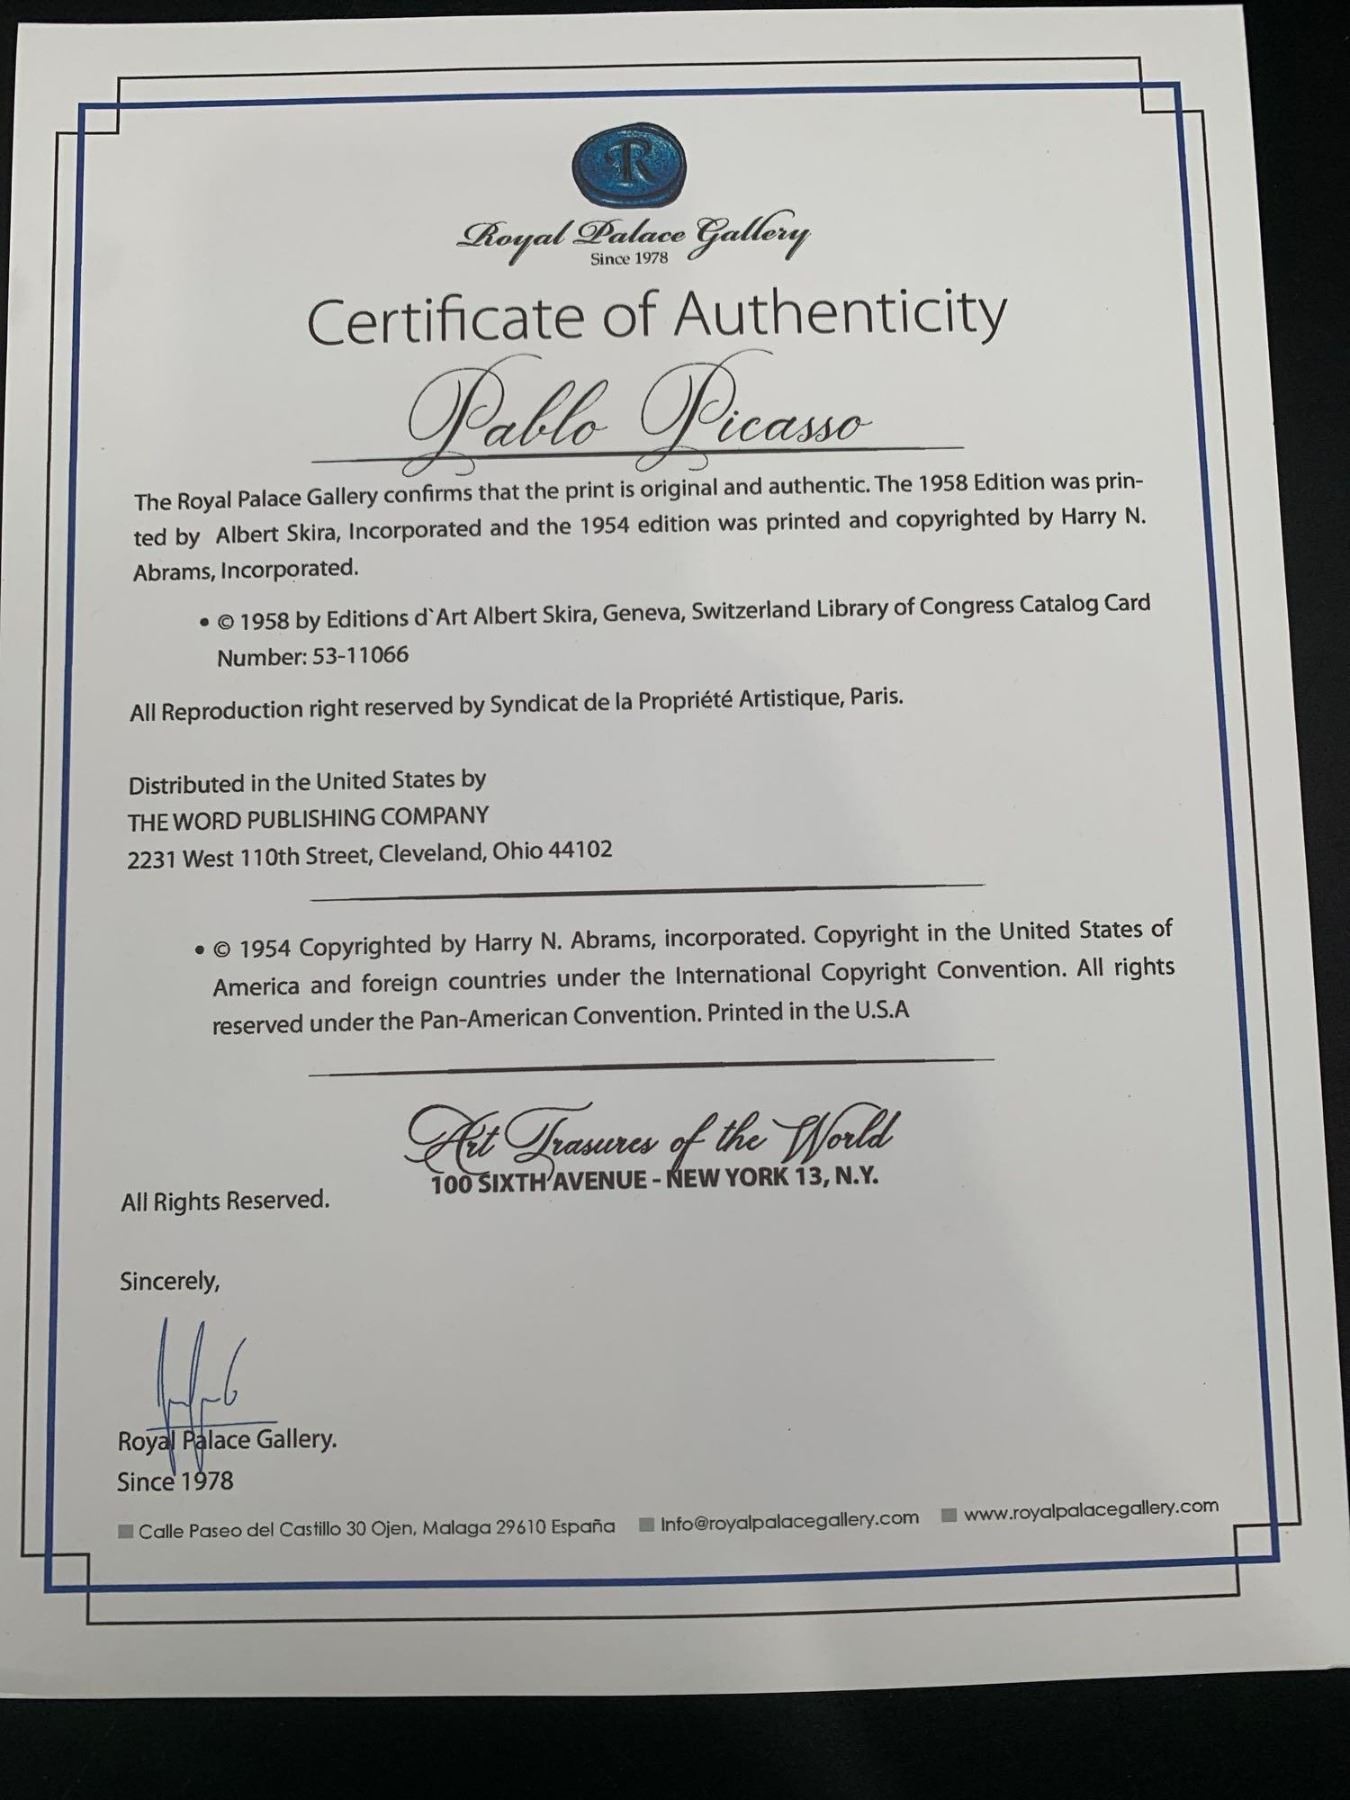 R
Royal Palace Gallery
Since 1978
Certificate of Authenticity
Pablo Picasso
The Royal Palace Gallery confirms that the print is original and authentic. The 1958 Edition was prin-
ted by Albert Skira, Incorporated and the 1954 edition was printed and copyrighted by Harry N.
Abrams, Incorporated.
• © 1958 by Editions d`Art Albert Skira, Geneva, Switzerland Library of Congress Catalog Card
Number: 53-11066
All Reproduction right reserved by Syndicat de la Propriété Artistique, Paris.
Distributed in the United States by
THE WORD PUBLISHING COMPANY
2231 West 110th Street, Cleveland, Ohio 44102
• © 1954 Copyrighted by Harry N. Abrams, incorporated. Copyright in the United States of
America and foreign countries under the International Copyright Convention. All rights
reserved under the Pan-American Convention. Printed in the U.S.A
Art Trasures of the World
100 SIXTH AVENUE - NEW YORK 13, N.Y.
All Rights Reserved.
Sincerely,
Royal Palace Gallery.
Since 1978
Calle Paseo del Castillo 30 Ojen, Malaga 29610 España Info@royalpalacegallery.com www.royalpalacegallery.com